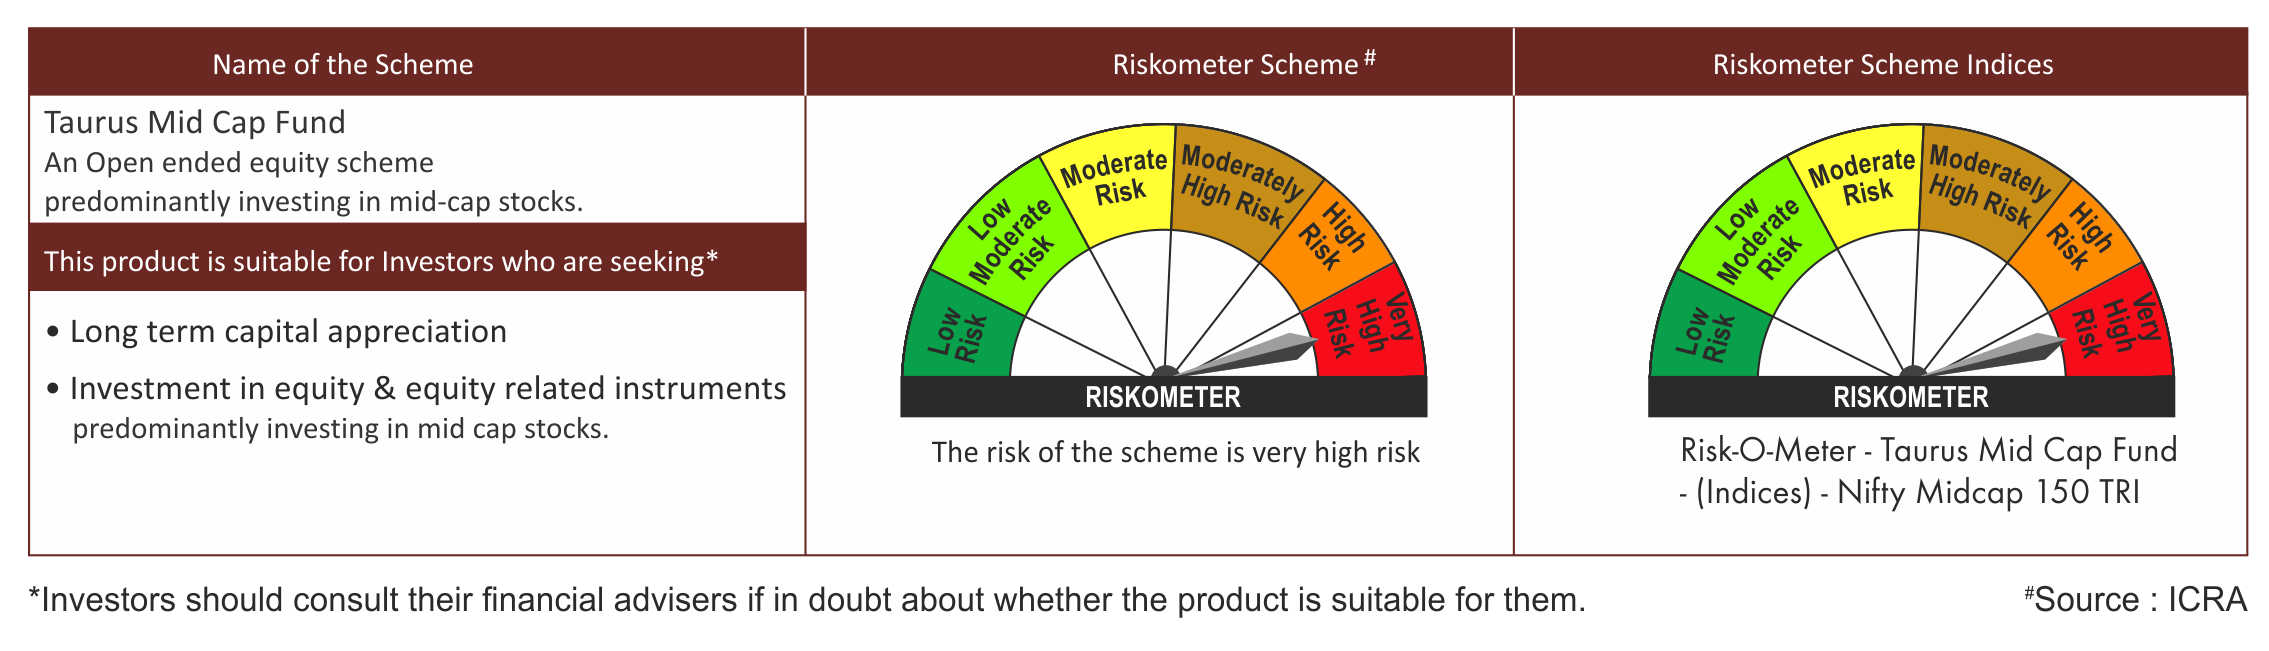 Name of the Scheme
Riskometer Scheme#
Riskometer Scheme Indices
Taurus Mid Cap Fund
An Open ended equity scheme
predominantly investing in mid-cap stocks.
This product is suitable for Investors who are seeking*
• Long term capital appreciation
• Investment in equity & equity related instruments
predominantly investing in mid cap stocks.
Low
Risk
Low
Moderate
Risk
Moderate
Risk
Moderately
High Risk
High
Risk
Very
High
Risk
RISKOMETER
The risk of the scheme is very high risk
Low
Risk
Low
Moderate
Risk
Moderate
Risk
Moderately
High Risk
High
Risk
Very
High
Risk
RISKOMETER
Risk-O-Meter - Taurus Mid Cap Fund
- (Indices) - Nifty Midcap 150 TRI
*Investors should consult their financial advisers if in doubt about whether the product is suitable for them.
#Source : ICRA